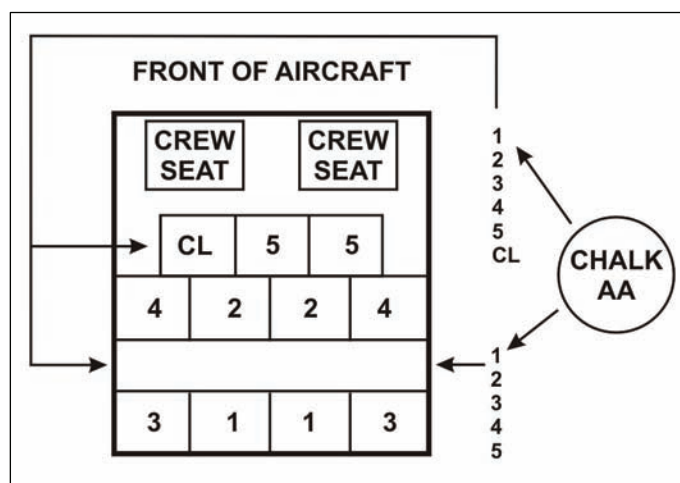 FRONT OF AIRCRAFT
CREW
SEAT
CREW
SEAT
CL 5 5
4 2 2 4
3 1 1 3
1
2
3
4
5
CL
CHALK
AA
1
2
3
4
5